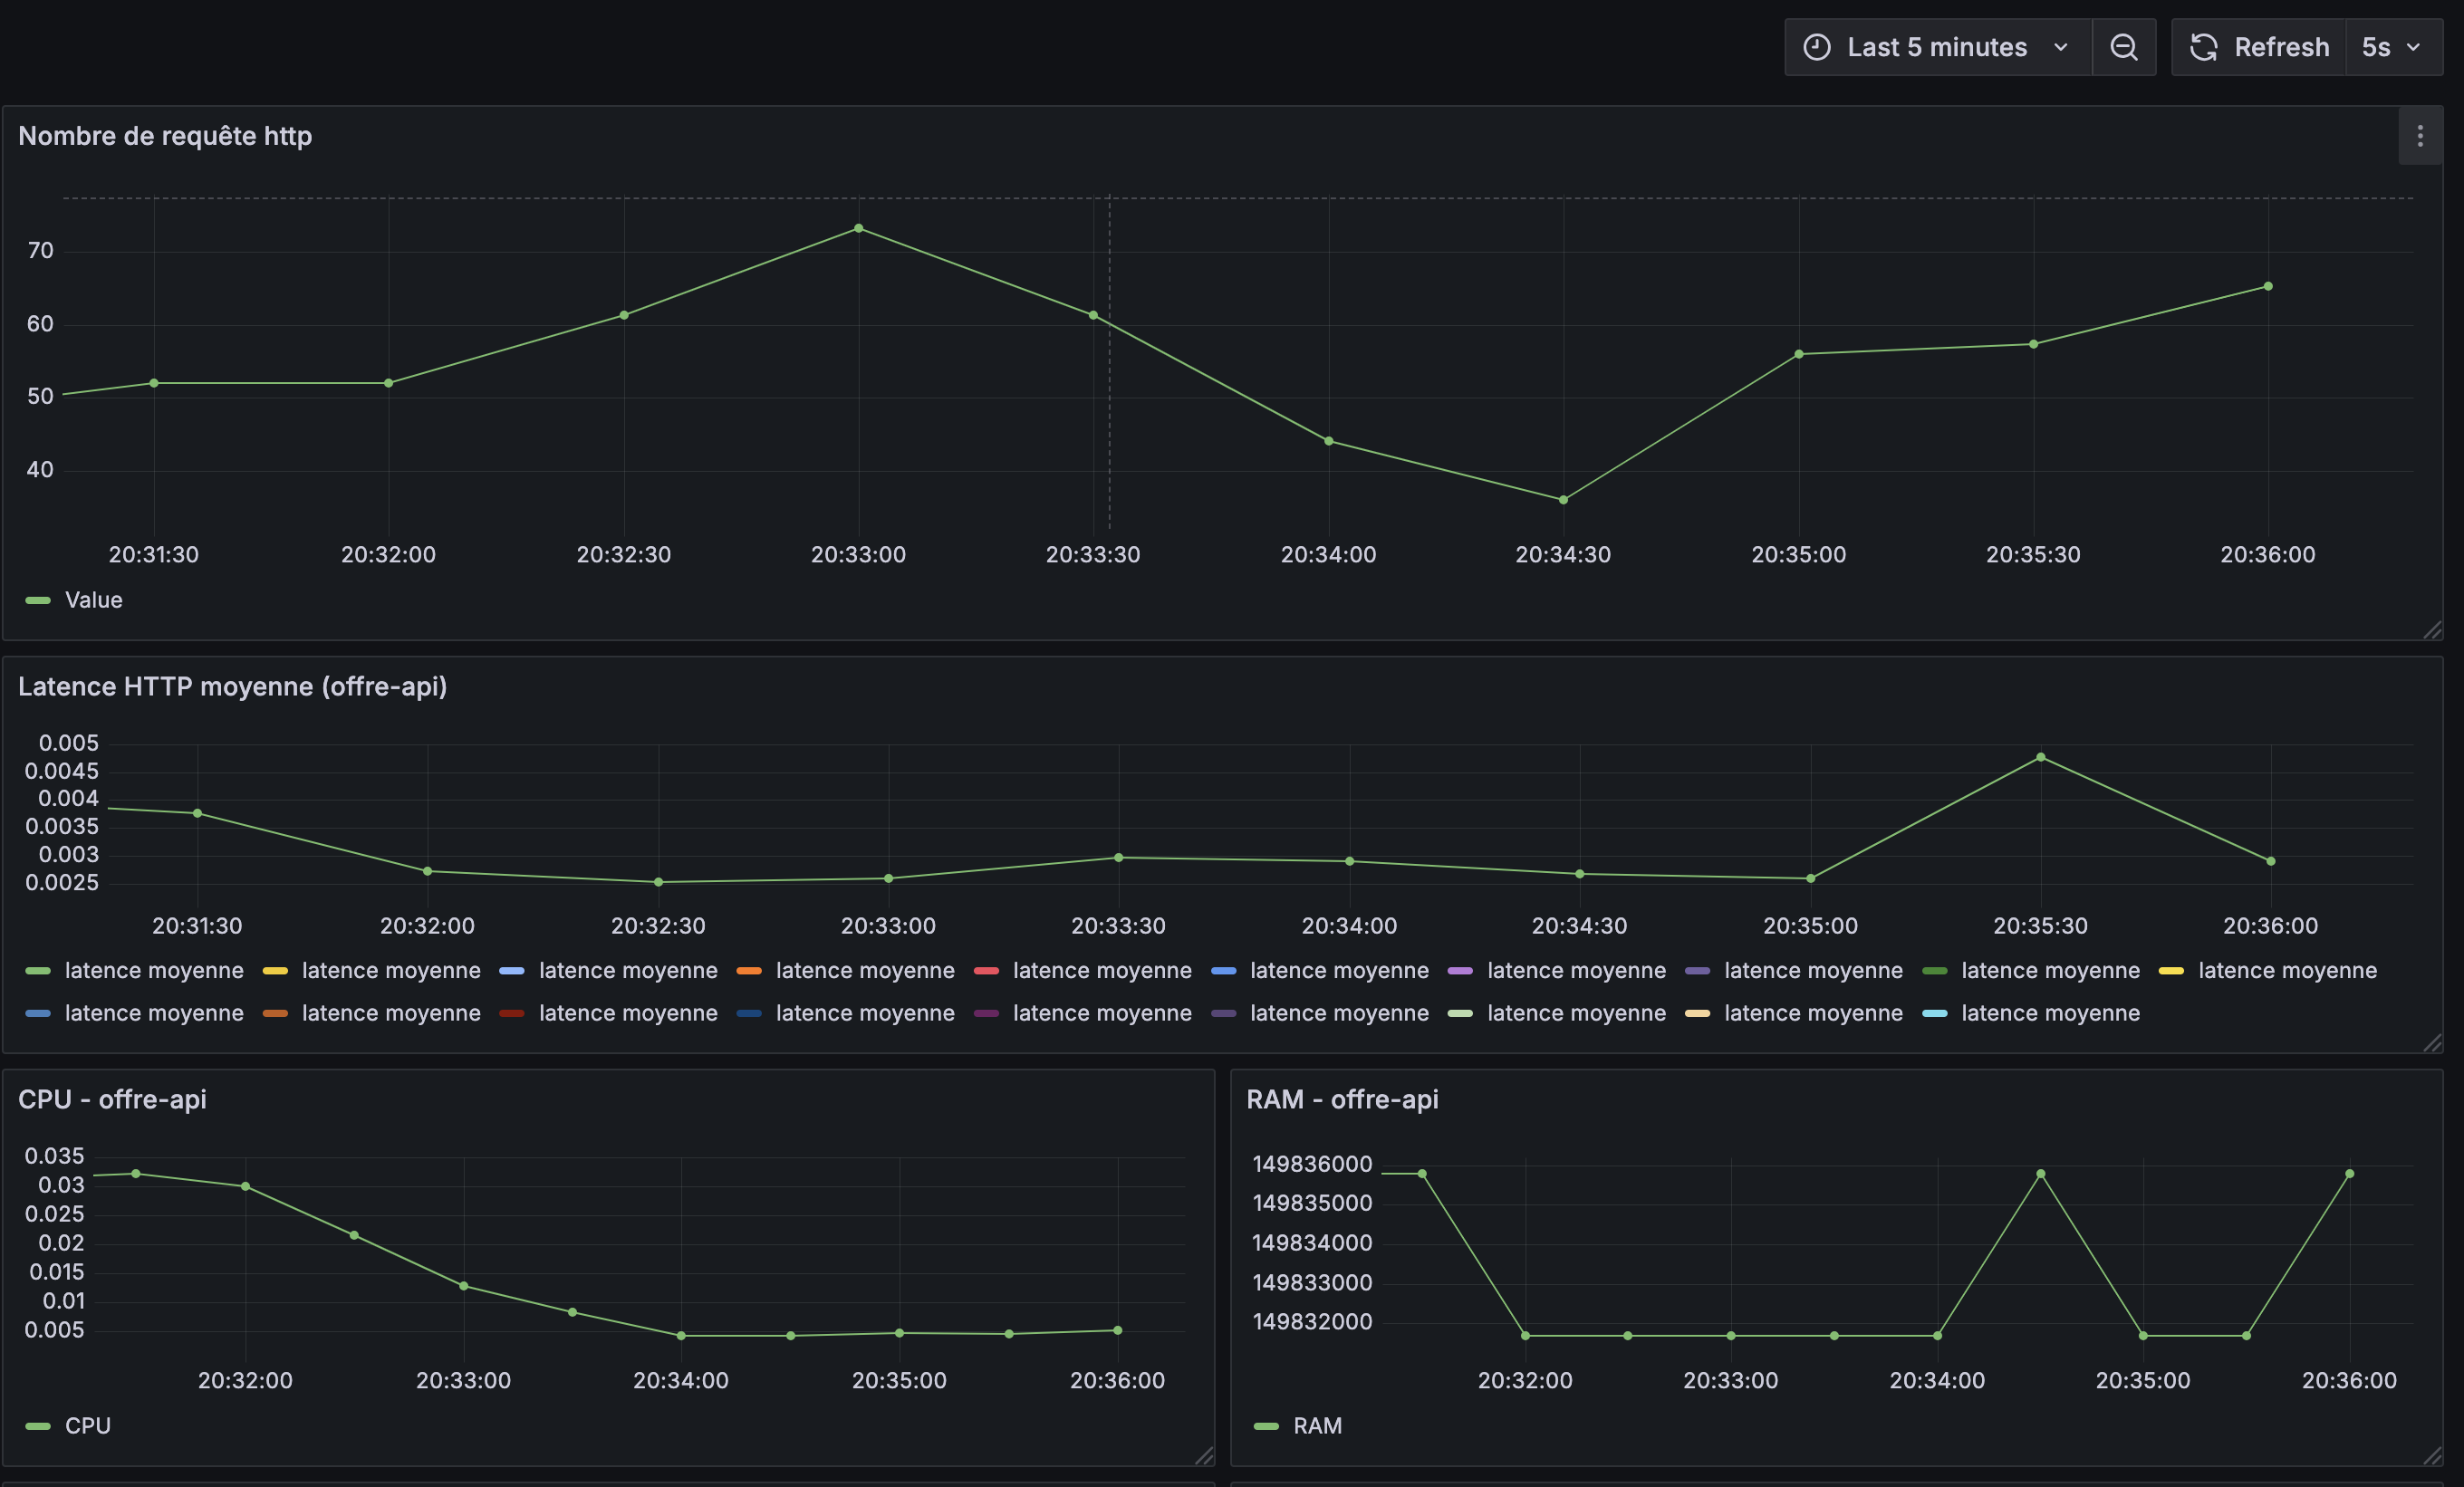 Last 5 minutes Refresh 5s
Nombre de requête http
70
60
50
40
20:31:30 20:32:00 20:32:30 20:33:00 20:33:30 20:34:00 20:34:30 20:35:00 20:35:30 20:36:00
Value
Latence HTTP moyenne (offre-api)
0.005
0.0045
0.004
0.0035
0.003
0.0025
20:31:30 20:32:00 20:32:30 20:33:00 20:33:30 20:34:00 20:34:30 20:35:00 20:35:30 20:36:00
latence moyenne latence moyenne latence moyenne latence moyenne latence moyenne latence moyenne latence moyenne latence moyenne latence moyenne latence moyenne
latence moyenne latence moyenne latence moyenne latence moyenne latence moyenne latence moyenne latence moyenne latence moyenne latence moyenne
CPU - offre-api
0.035
0.03
0.025
0.02
0.015
0.01
0.005
20:32:00 20:33:00 20:34:00 20:35:00 20:36:00
CPU
RAM - offre-api
149836000
149835000
149834000
149833000
149832000
20:32:00 20:33:00 20:34:00 20:35:00 20:36:00
RAM